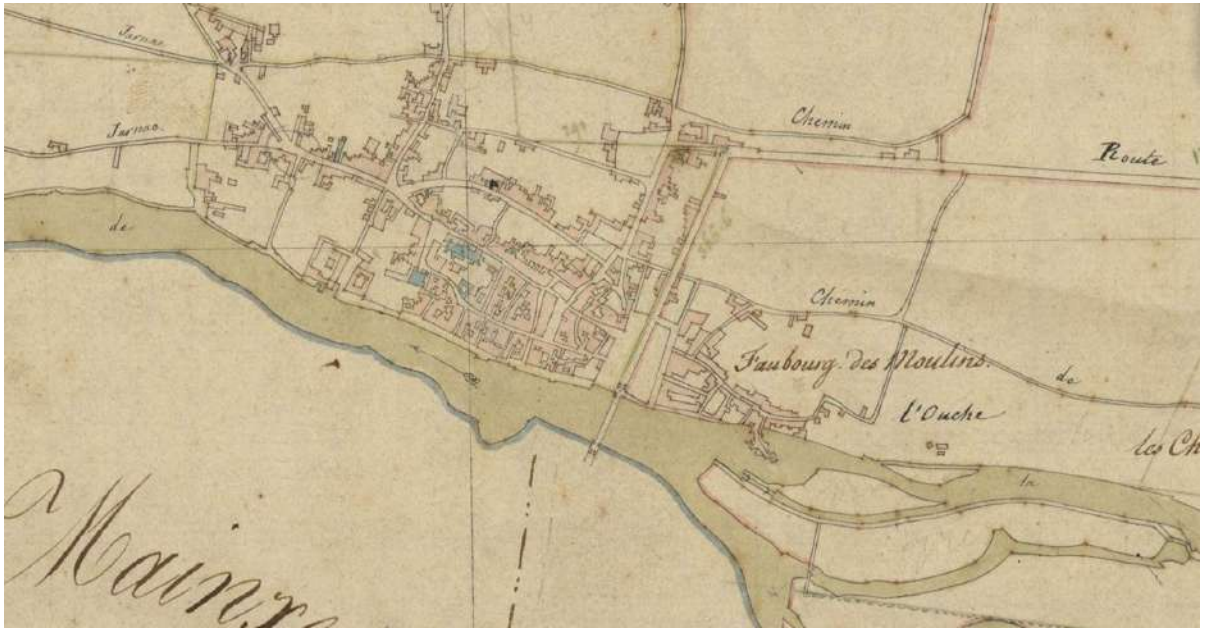 Jarnac.
Chemin
Jarnac.
Route
de
Chemin
Faubourg des Moulins.
de
l'Ouche
les Ch
la
Mainxe